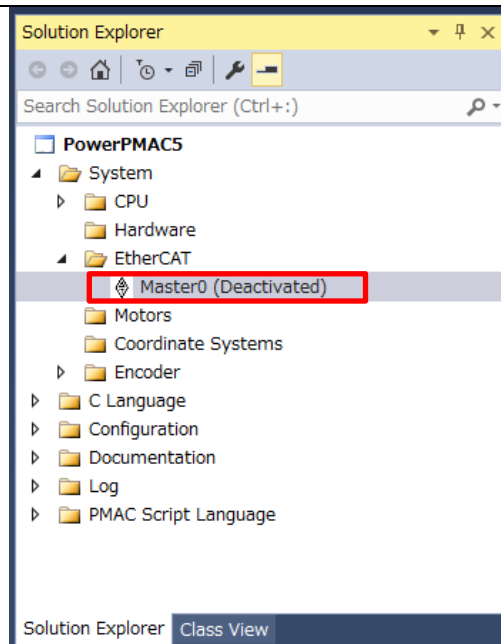 Solution Explorer
Search Solution Explorer (Ctrl+:)
PowerPMAC5
System
CPU
Hardware
EtherCAT
Master0 (Deactivated)
Motors
Coordinate Systems
Encoder
C Language
Configuration
Documentation
Log
PMAC Script Language
Solution Explorer Class View